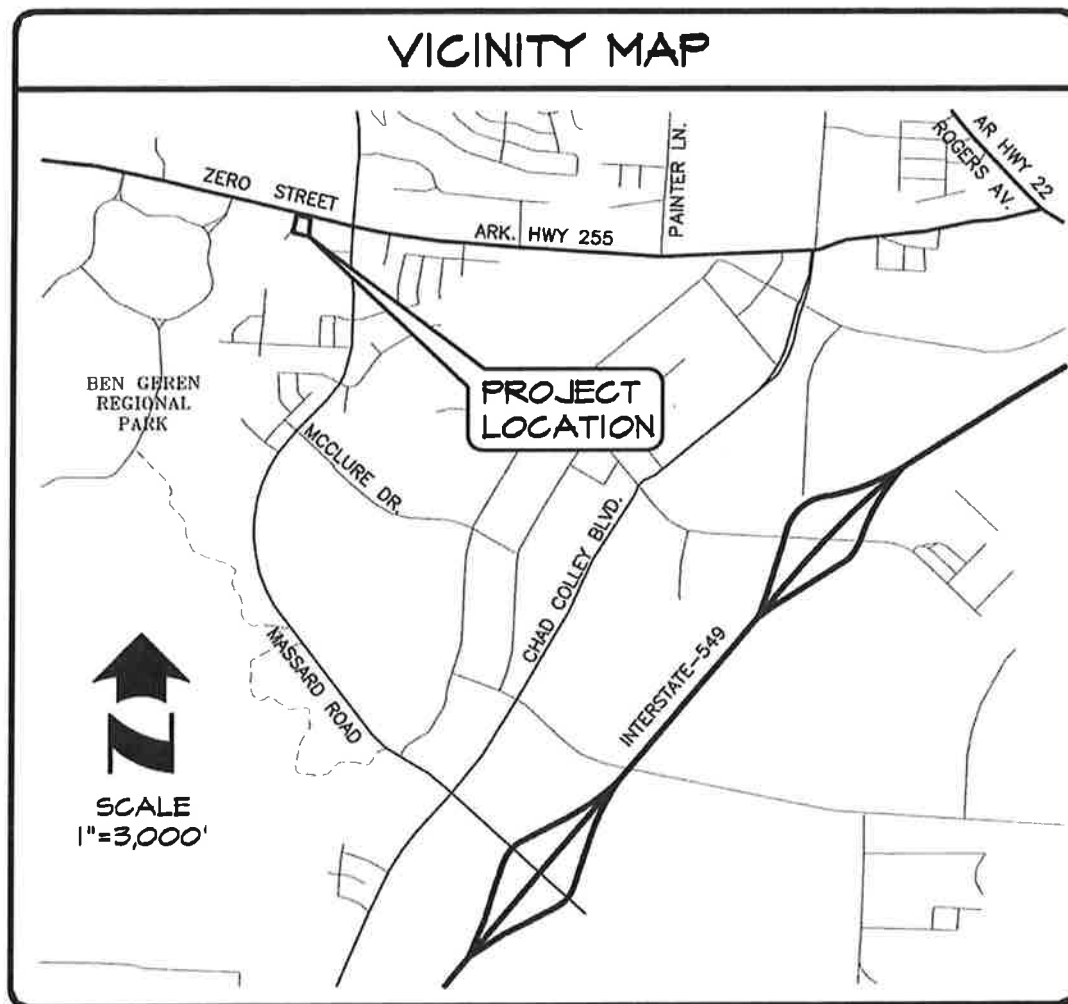 VICINITY MAP
AR HWY 22
ROGERS AV.
PAINTER LN.
ZERO STREET
ARK. HWY 255
PROJECT
LOCATION
BEN GEREN
REGIONAL
PARK
MCCLURE DR.
CHAD COLLEY BLVD.
MASSARD ROAD
INTERSTATE-549
N
SCALE
1"=3,000'